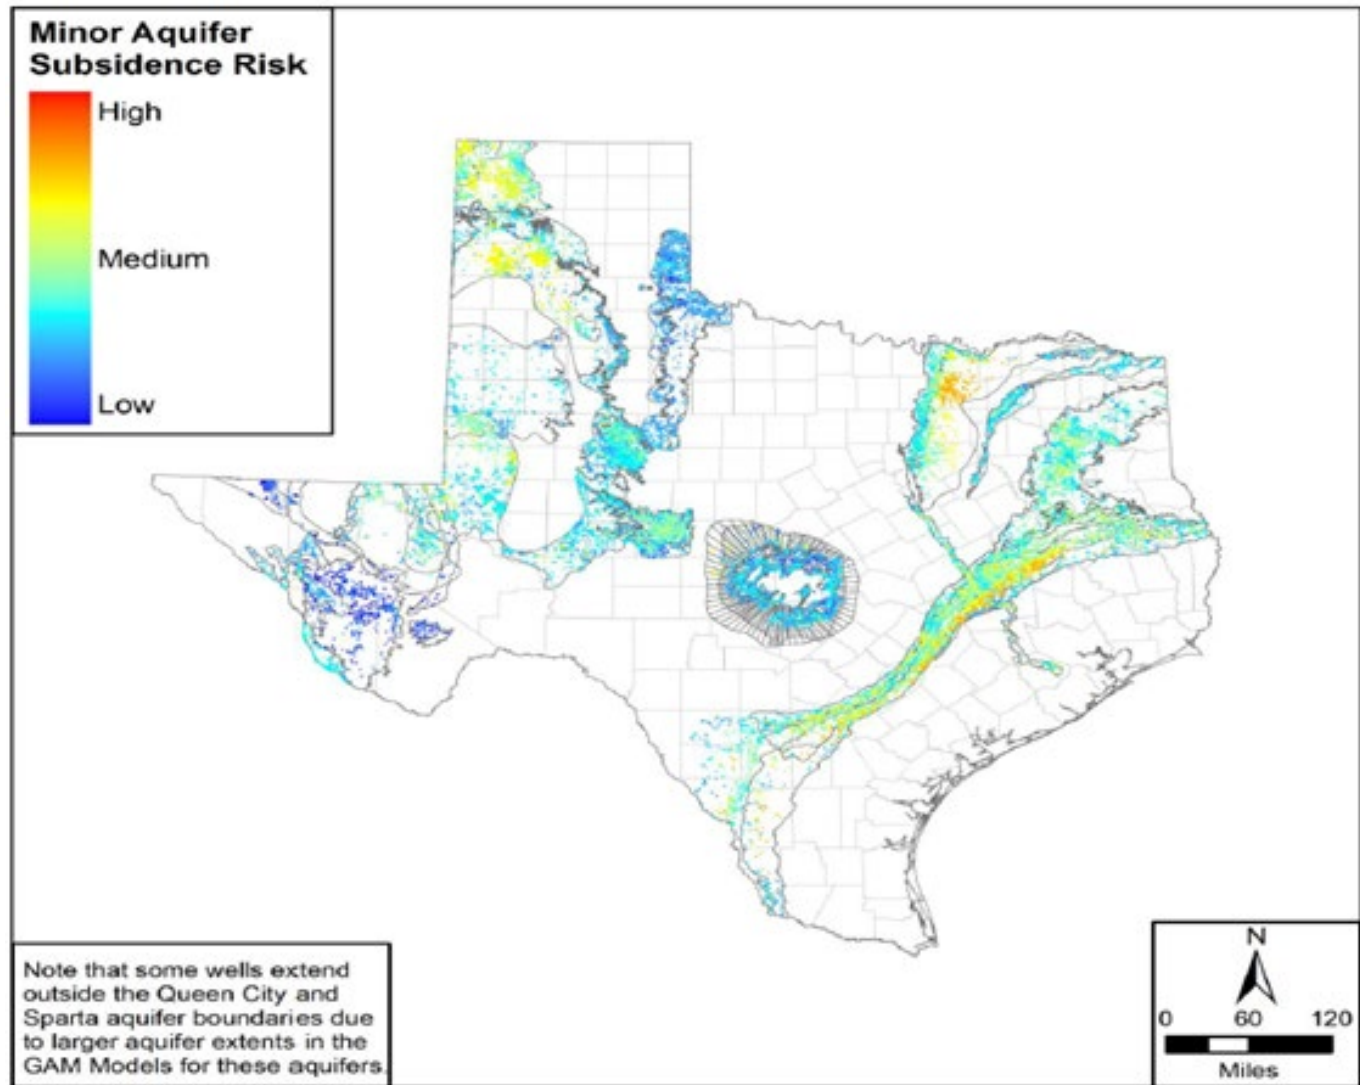 Minor Aquifer
Subsidence Risk
High
Medium
Low
Note that some wells extend
outside the Queen City and
Sparta aquifer boundaries due
to larger aquifer extents in the
GAM Models for these aquifers.
N
0 60 120
Miles